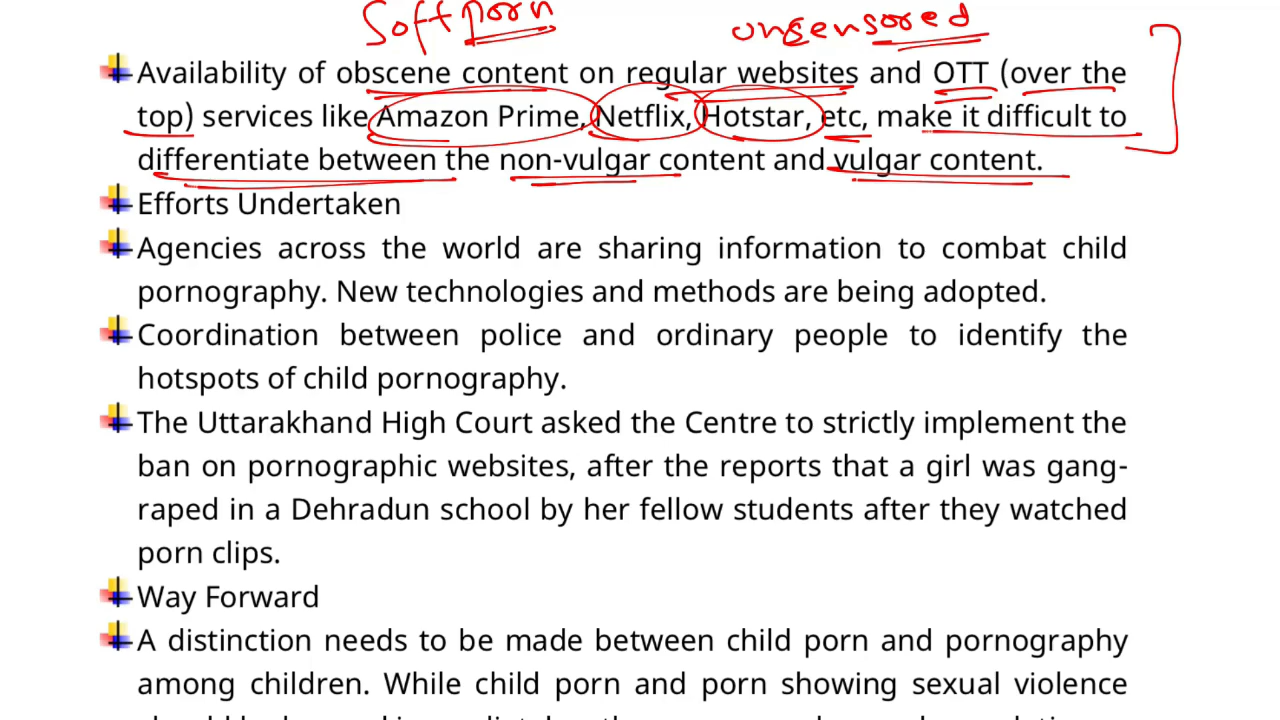 Soft porn uncensored
Availability of obscene content on regular websites and OTT (over the
top) services like Amazon Prime, Netflix, Hotstar, etc, make it difficult to
differentiate between the non-vulgar content and vulgar content.
Efforts Undertaken
Agencies across the world are sharing information to combat child
pornography. New technologies and methods are being adopted.
Coordination between police and ordinary people to identify the
hotspots of child pornography.
The Uttarakhand High Court asked the Centre to strictly implement the
ban on pornographic websites, after the reports that a girl was gang-
raped in a Dehradun school by her fellow students after they watched
porn clips.
Way Forward
A distinction needs to be made between child porn and pornography
among children. While child porn and porn showing sexual violence